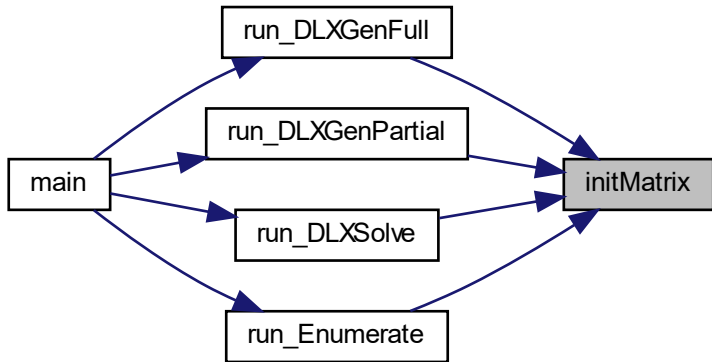 run_DLXGenFull
run_DLXGenPartial
main
initMatrix
run_DLXSolve
run_Enumerate